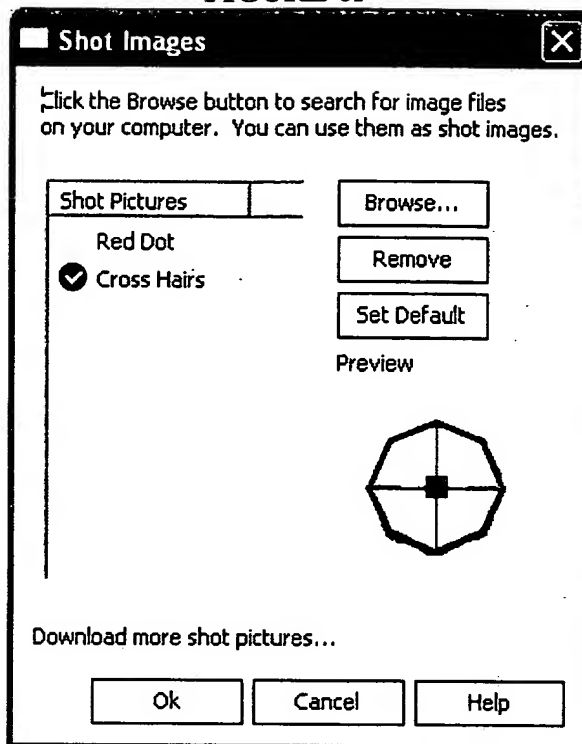 Shot Images
Click the Browse button to search for image files
on your computer. You can use them as shot images.
Shot Pictures
Browse...
Red Dot
Remove
Cross Hairs
Set Default
Preview
Download more shot pictures...
Ok
Cancel
Help